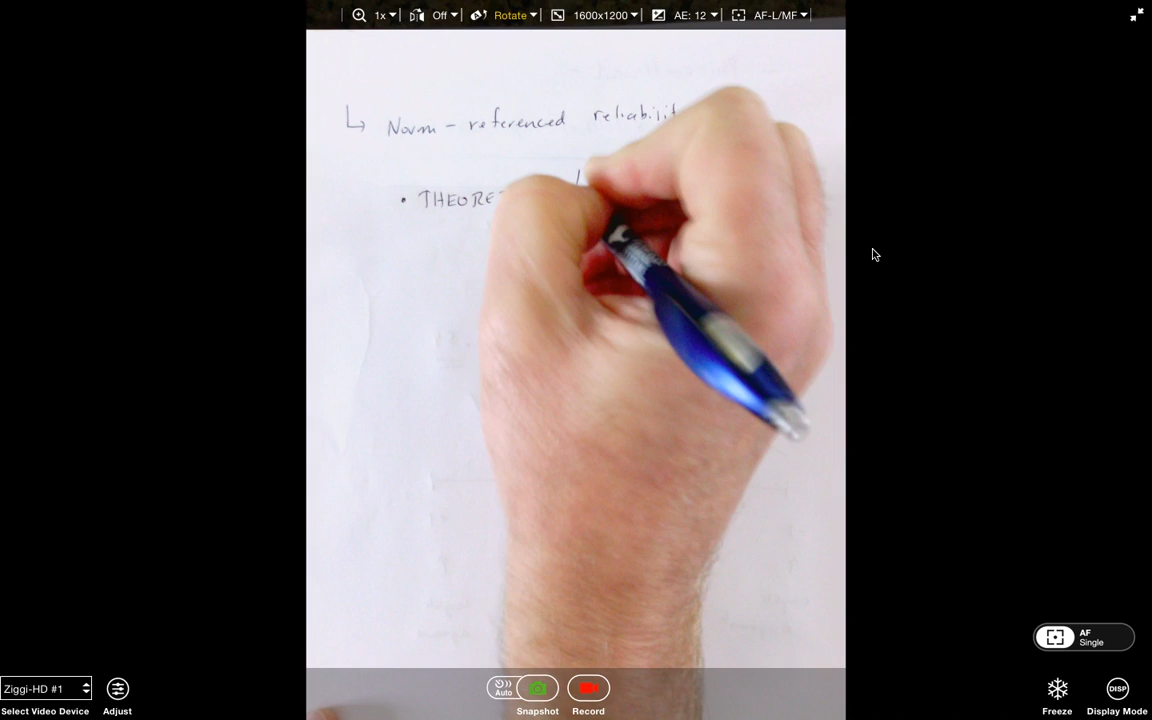 1x Off Rotate 1600x1200 AE: 12 AF-L/MF
↳ Norm - referenced
• THEORE
AF
Single
Ziggi-HD #1
Auto
Select Video Device Adjust Snapshot Record Freeze DISP Display Mode